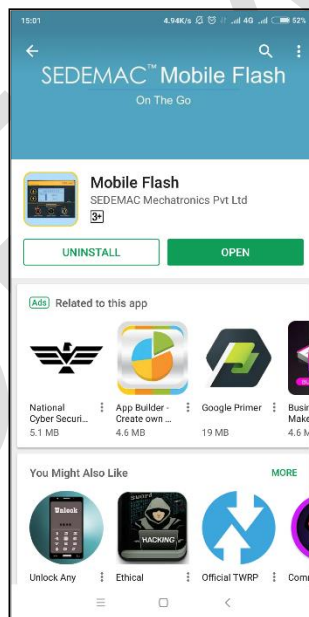 15:01
4.94K/s
4G
52%
SEDEMAC™ Mobile Flash
On The Go
Mobile Flash
SEDEMAC Mechatronics Pvt Ltd
3+
UNINSTALL
OPEN
Ads Related to this app
National Cyber Securi...
5.1 MB
App Builder - Create own ...
4.6 MB
Google Primer
19 MB
Busin
Make
4.6 M
You Might Also Like
MORE
Unlock
HACKING
Unlock Any
Ethical
Official TWRP
Comm